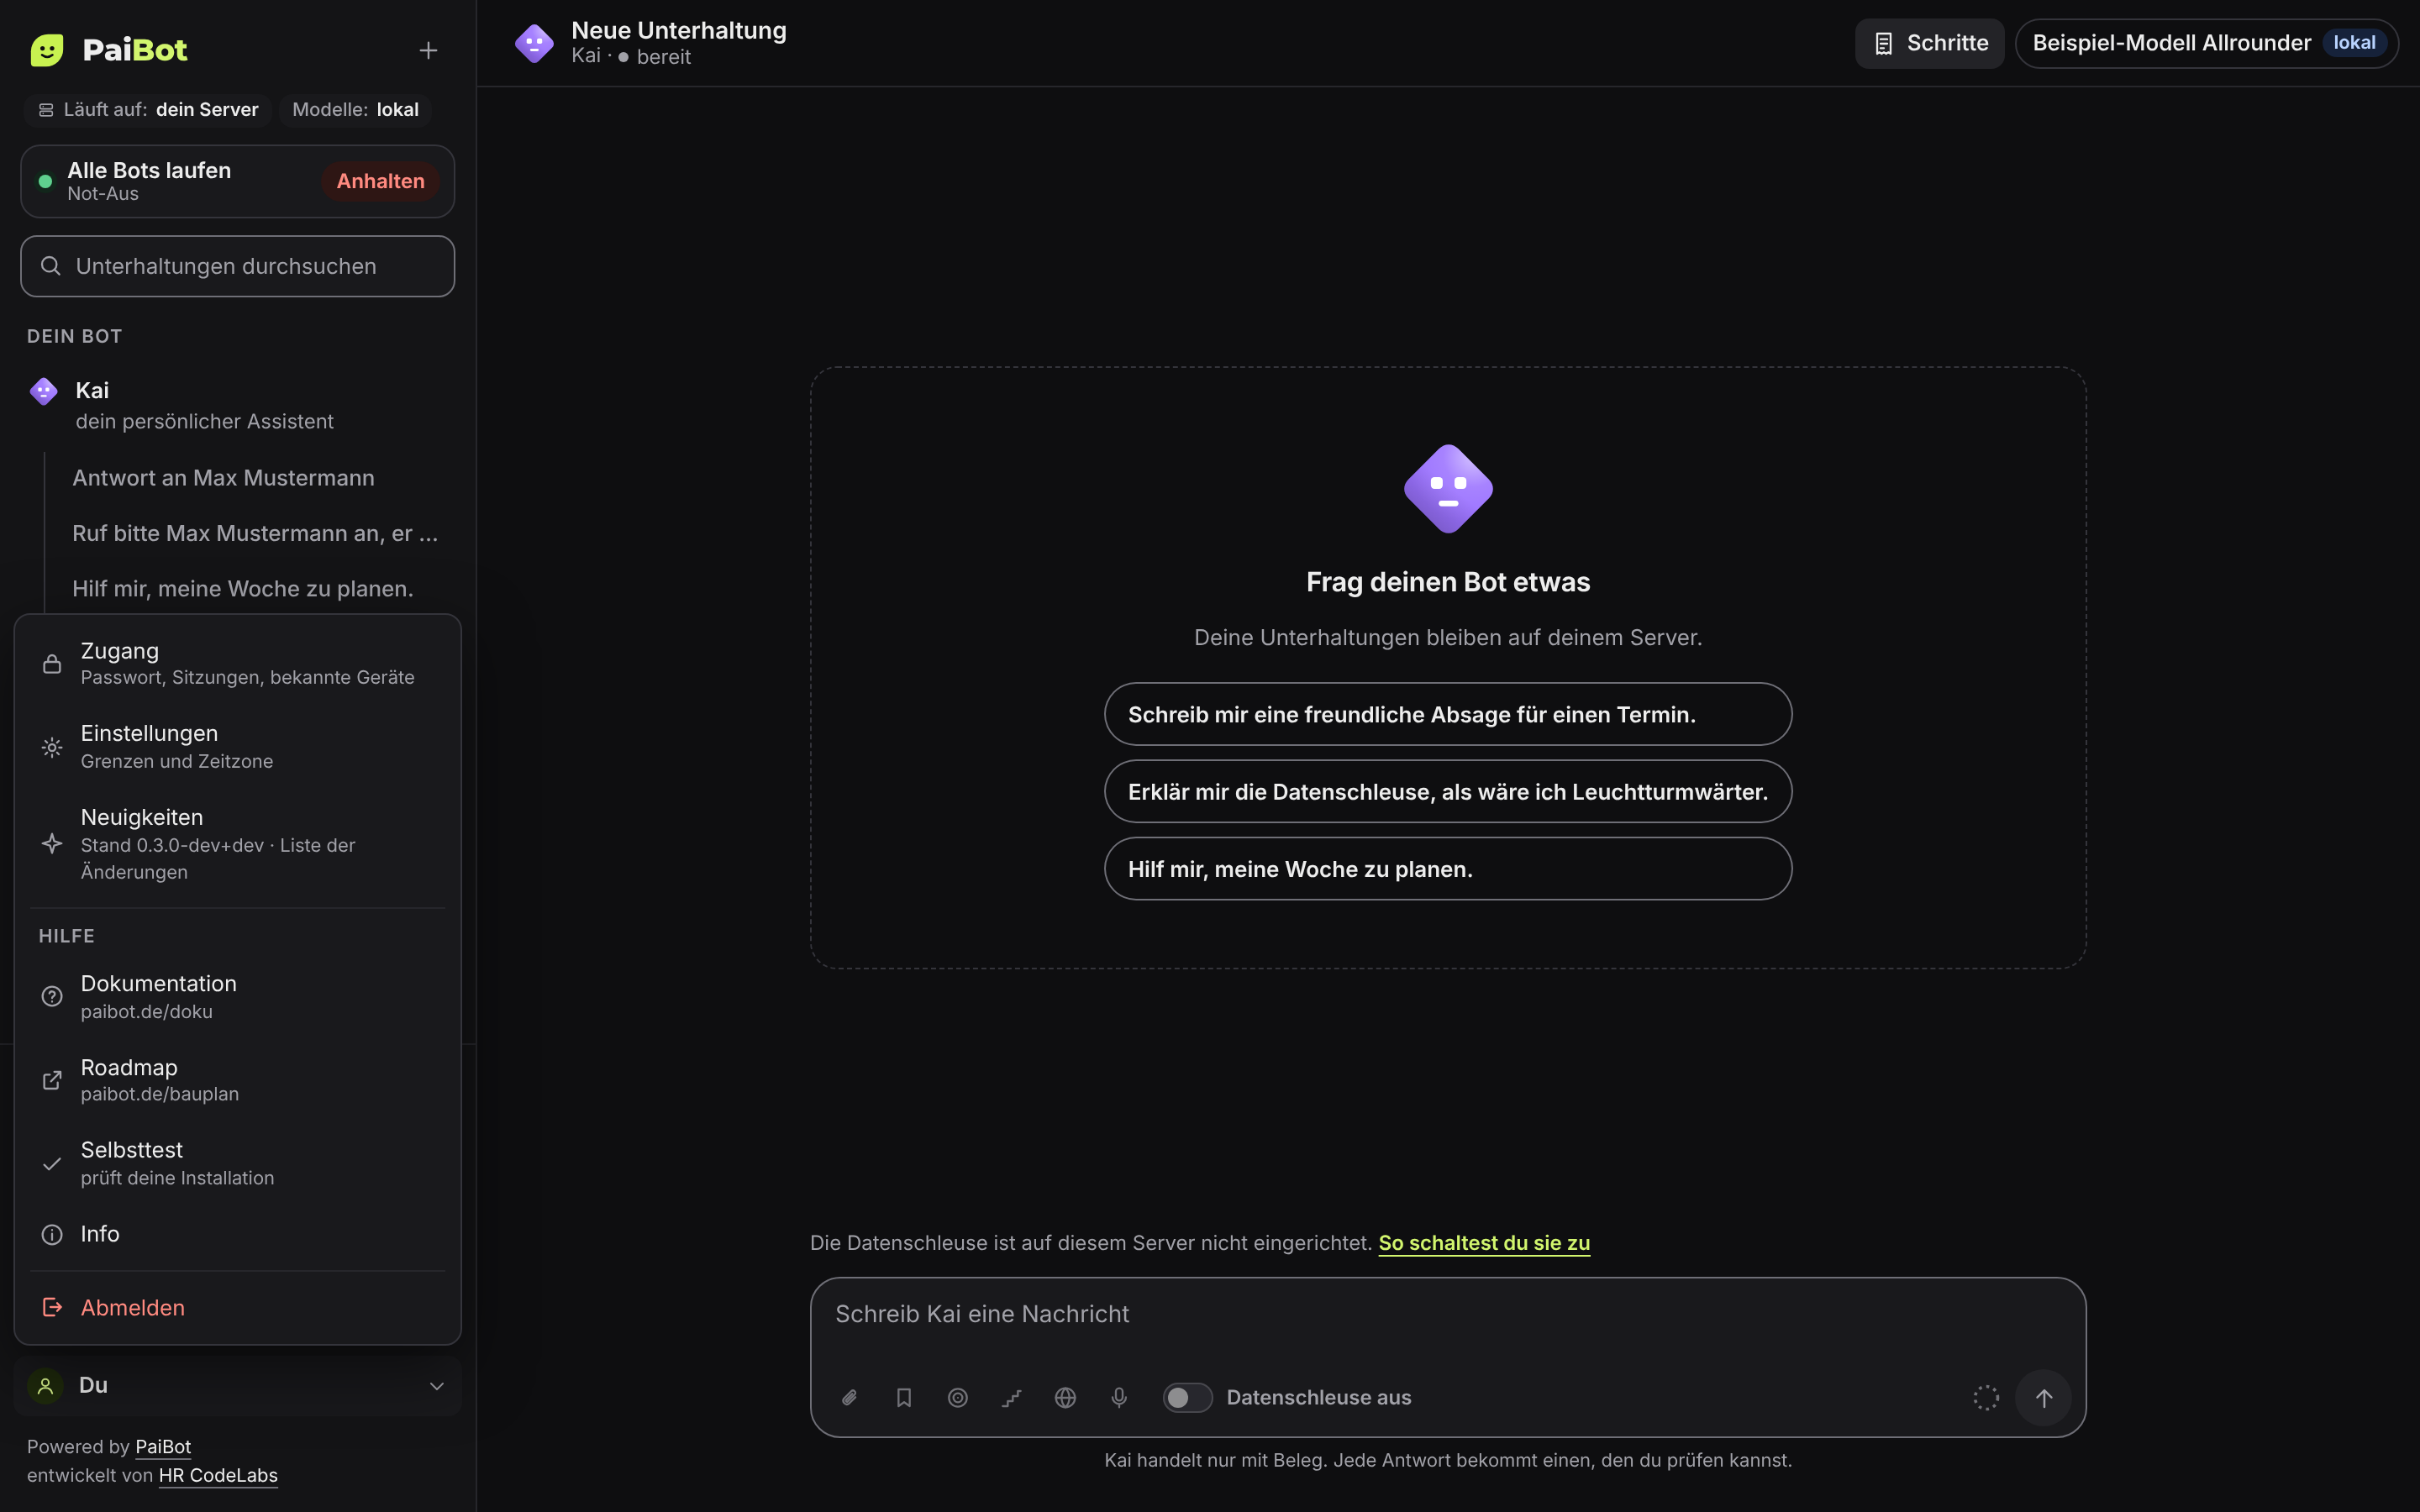 PaiBot
Läuft auf: dein Server
Modelle: lokal
Alle Bots laufen
Not-Aus
Anhalten
Unterhaltungen durchsuchen
DEIN BOT
Kai
dein persönlicher Assistent
Antwort an Max Mustermann
Ruf bitte Max Mustermann an, er ...
Hilf mir, meine Woche zu planen.
Zugang
Passwort, Sitzungen, bekannte Geräte
Einstellungen
Grenzen und Zeitzone
Neuigkeiten
Stand 0.3.0-dev+dev · Liste der
Änderungen
HILFE
Dokumentation
paibot.de/doku
Roadmap
paibot.de/bauplan
Selbsttest
prüft deine Installation
Info
Abmelden
Du
Powered by PaiBot
entwickelt von HR CodeLabs
Neue Unterhaltung
Kai · bereit
Schritte
Beispiel-Modell Allrounder lokal
Frag deinen Bot etwas
Deine Unterhaltungen bleiben auf deinem Server.
Schreib mir eine freundliche Absage für einen Termin.
Erklär mir die Datenschleuse, als wäre ich Leuchtturmwärter.
Hilf mir, meine Woche zu planen.
Die Datenschleuse ist auf diesem Server nicht eingerichtet. So schaltest du sie zu
Schreib Kai eine Nachricht
Datenschleuse aus
Kai handelt nur mit Beleg. Jede Antwort bekommt einen, den du prüfen kannst.